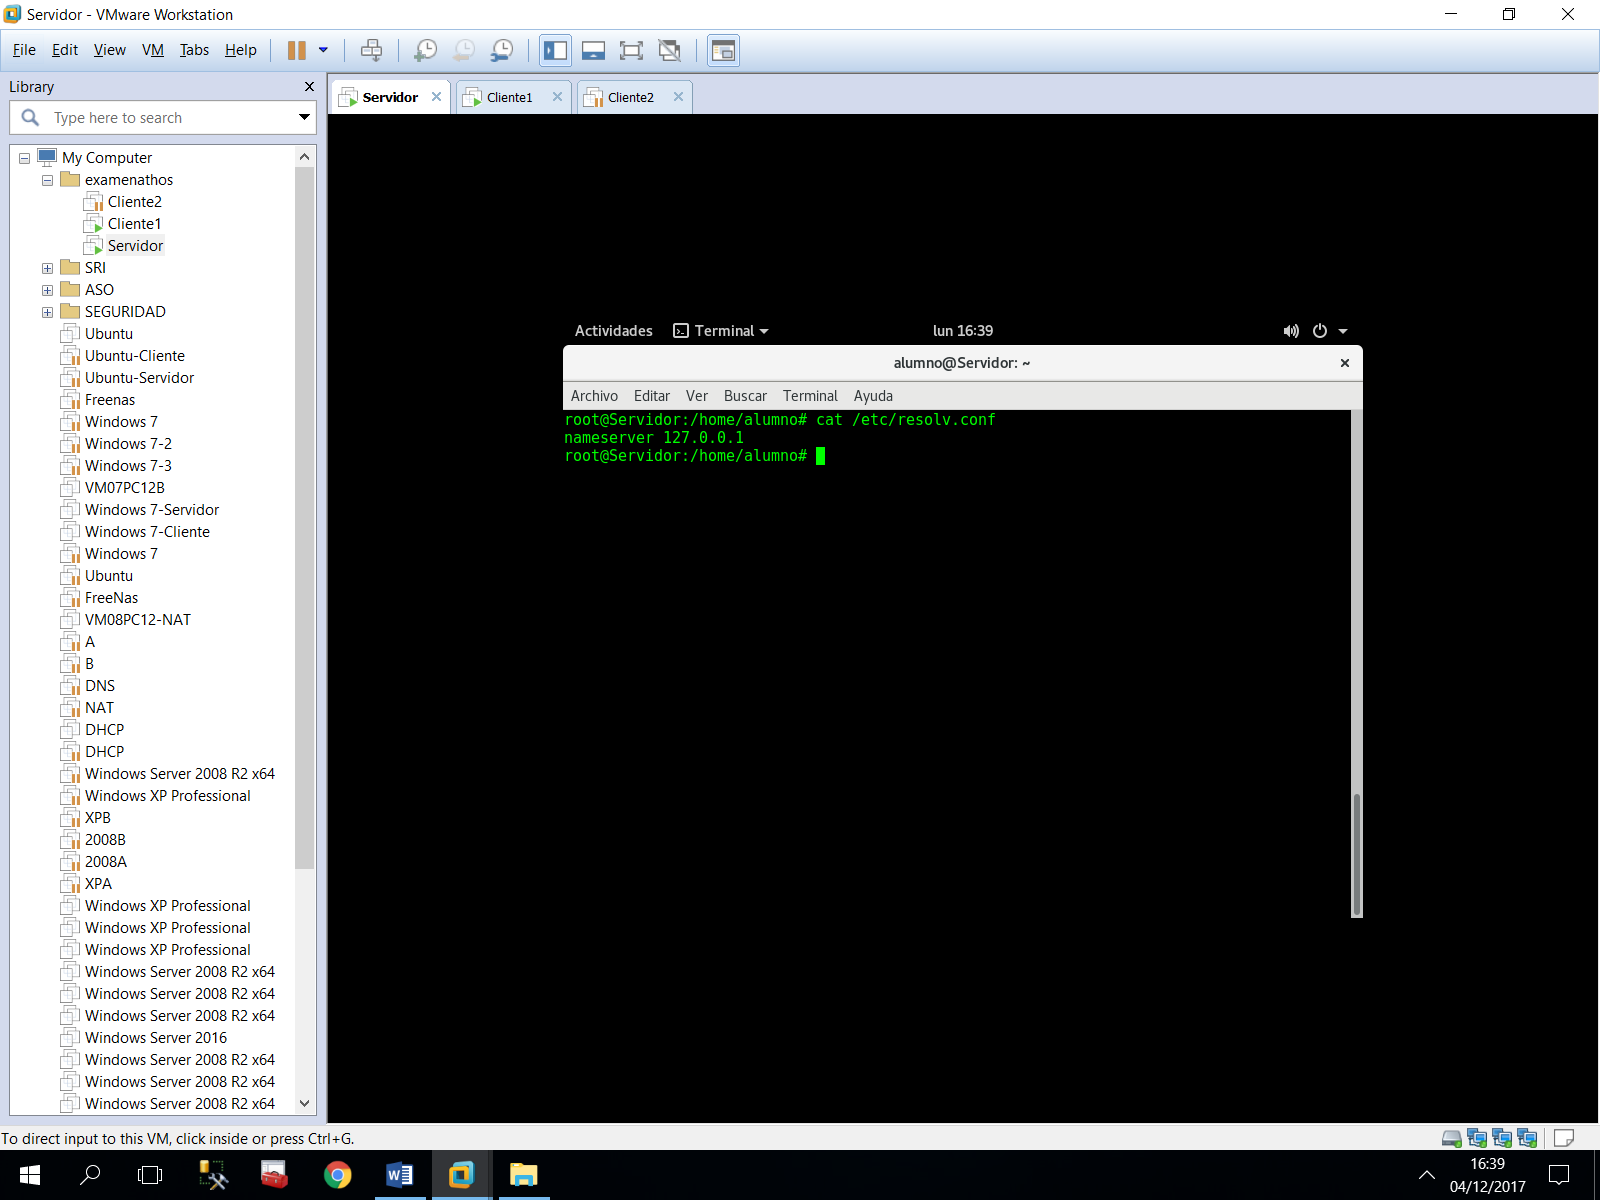 Servidor - VMware Workstation
File Edit View VM Tabs Help
Library
Type here to search
My Computer
examenathos
Cliente2
Cliente1
Servidor
SRI
ASO
SEGURIDAD
Ubuntu
Ubuntu-Cliente
Ubuntu-Servidor
Freenas
Windows 7
Windows 7-2
Windows 7-3
VM07PC12B
Windows 7-Servidor
Windows 7-Cliente
Windows 7
Ubuntu
FreeNas
VM08PC12-NAT
A
B
DNS
NAT
DHCP
DHCP
Windows Server 2008 R2 x64
Windows XP Professional
XPB
2008B
2008A
XPA
Windows XP Professional
Windows XP Professional
Windows XP Professional
Windows Server 2008 R2 x64
Windows Server 2008 R2 x64
Windows Server 2008 R2 x64
Windows Server 2016
Windows Server 2008 R2 x64
Windows Server 2008 R2 x64
Windows Server 2008 R2 x64
Servidor Cliente1 Cliente2
Actividades Terminal lun 16:39
alumno@Servidor: ~
Archivo Editar Ver Buscar Terminal Ayuda
root@Servidor:/home/alumno# cat /etc/resolv.conf
nameserver 127.0.0.1
root@Servidor:/home/alumno#
To direct input to this VM, click inside or press Ctrl+G.
16:39
04/12/2017